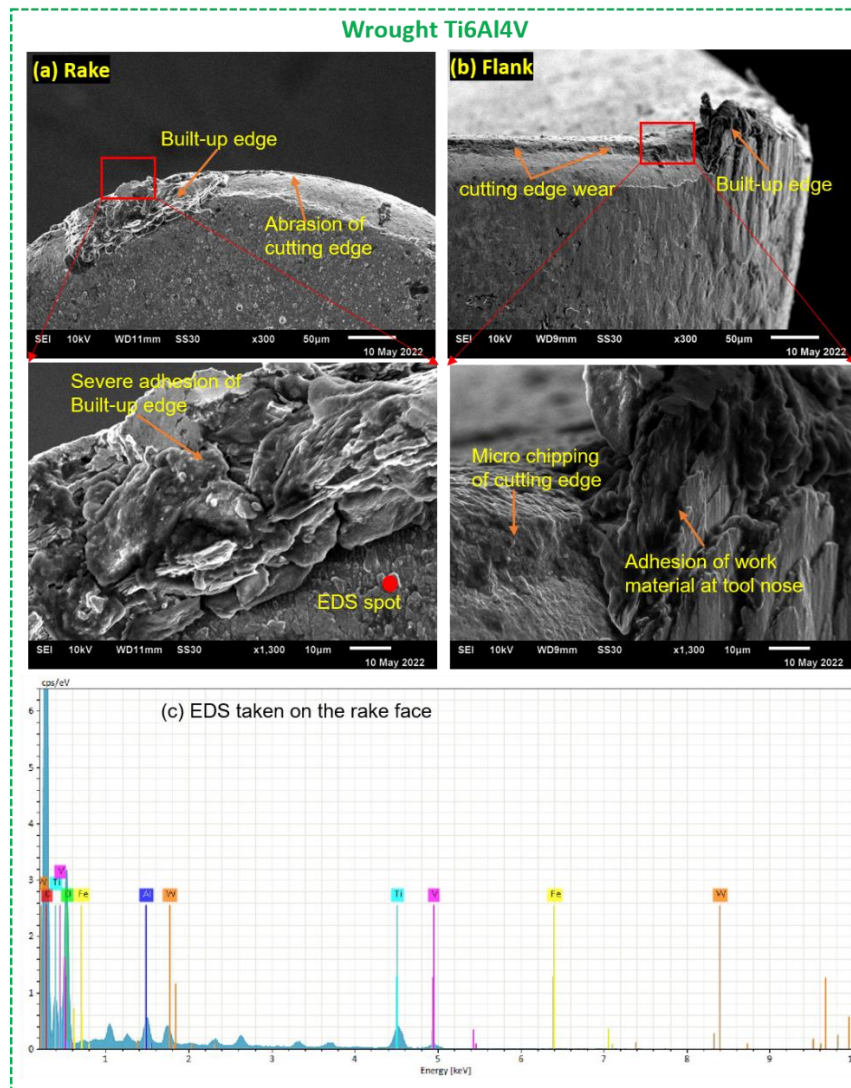 Wrought Ti6Al4V
(a) Rake
Built-up edge
Abrasion of
cutting edge
SEI 10kV WD11mm SS30 x300 50µm
10 May 2022
(b) Flank
cutting edge wear
Built-up edge
SEI 10kV WD9mm SS30 x300 50µm
10 May 2022
Severe adhesion of
Built-up edge
EDS spot
SEI 10kV WD11mm SS30 x1,300 10µm
10 May 2022
Micro chipping
of cutting edge
Adhesion of work
material at tool nose
SEI 10kV WD9mm SS30 x1,300 10µm
10 May 2022
cps/eV
(c) EDS taken on the rake face
6
5
4
3
V
Ti
Fe Al W Ti V Fe W
2
1
0
1 2 3 4 5 6 7 8 9 10
Energy [keV]